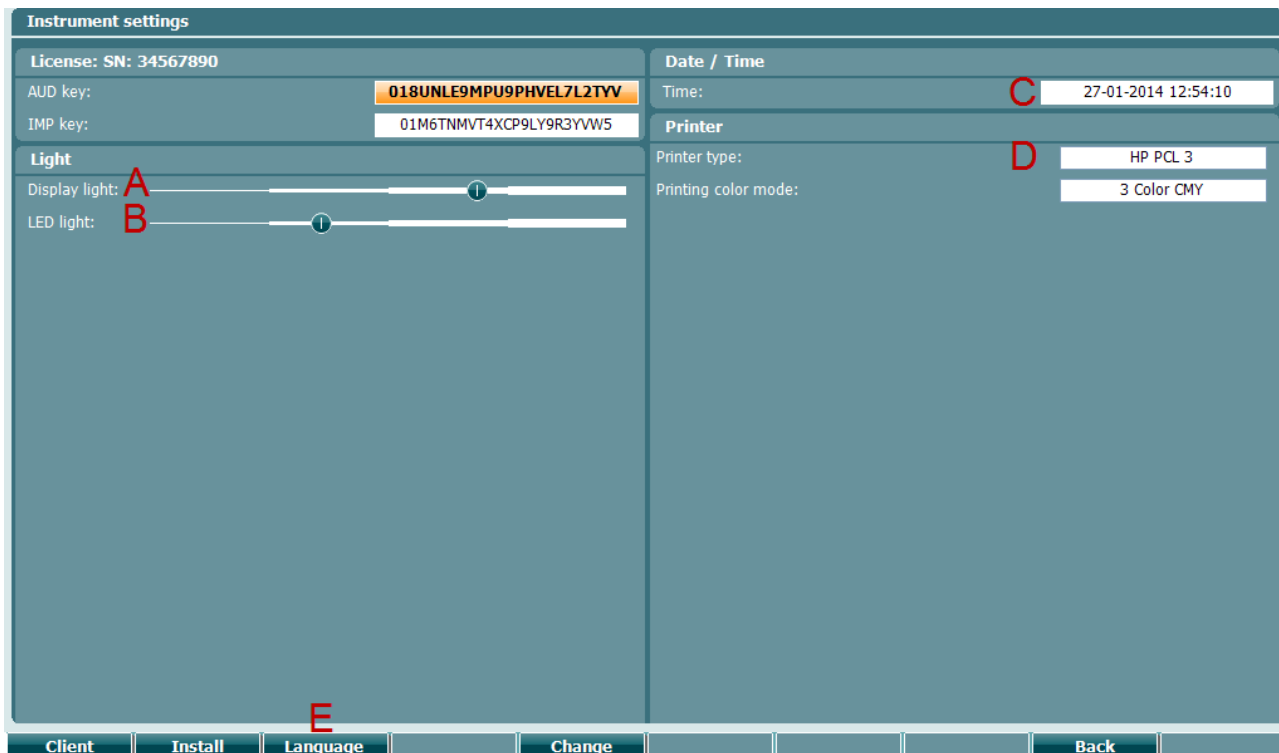 Instrument settings
License: SN: 34567890
AUD key: 018UNLE9MPU9PHVEL7L2TYV
IMP key: 01M6TNMVT4XCP9LY9R3YVW5
Light
Display light: A
LED light: B
Date / Time
Time: C 27-01-2014 12:54:10
Printer
Printer type: D HP PCL 3
Printing color mode: 3 Color CMY
E
Client Install Language Change Back